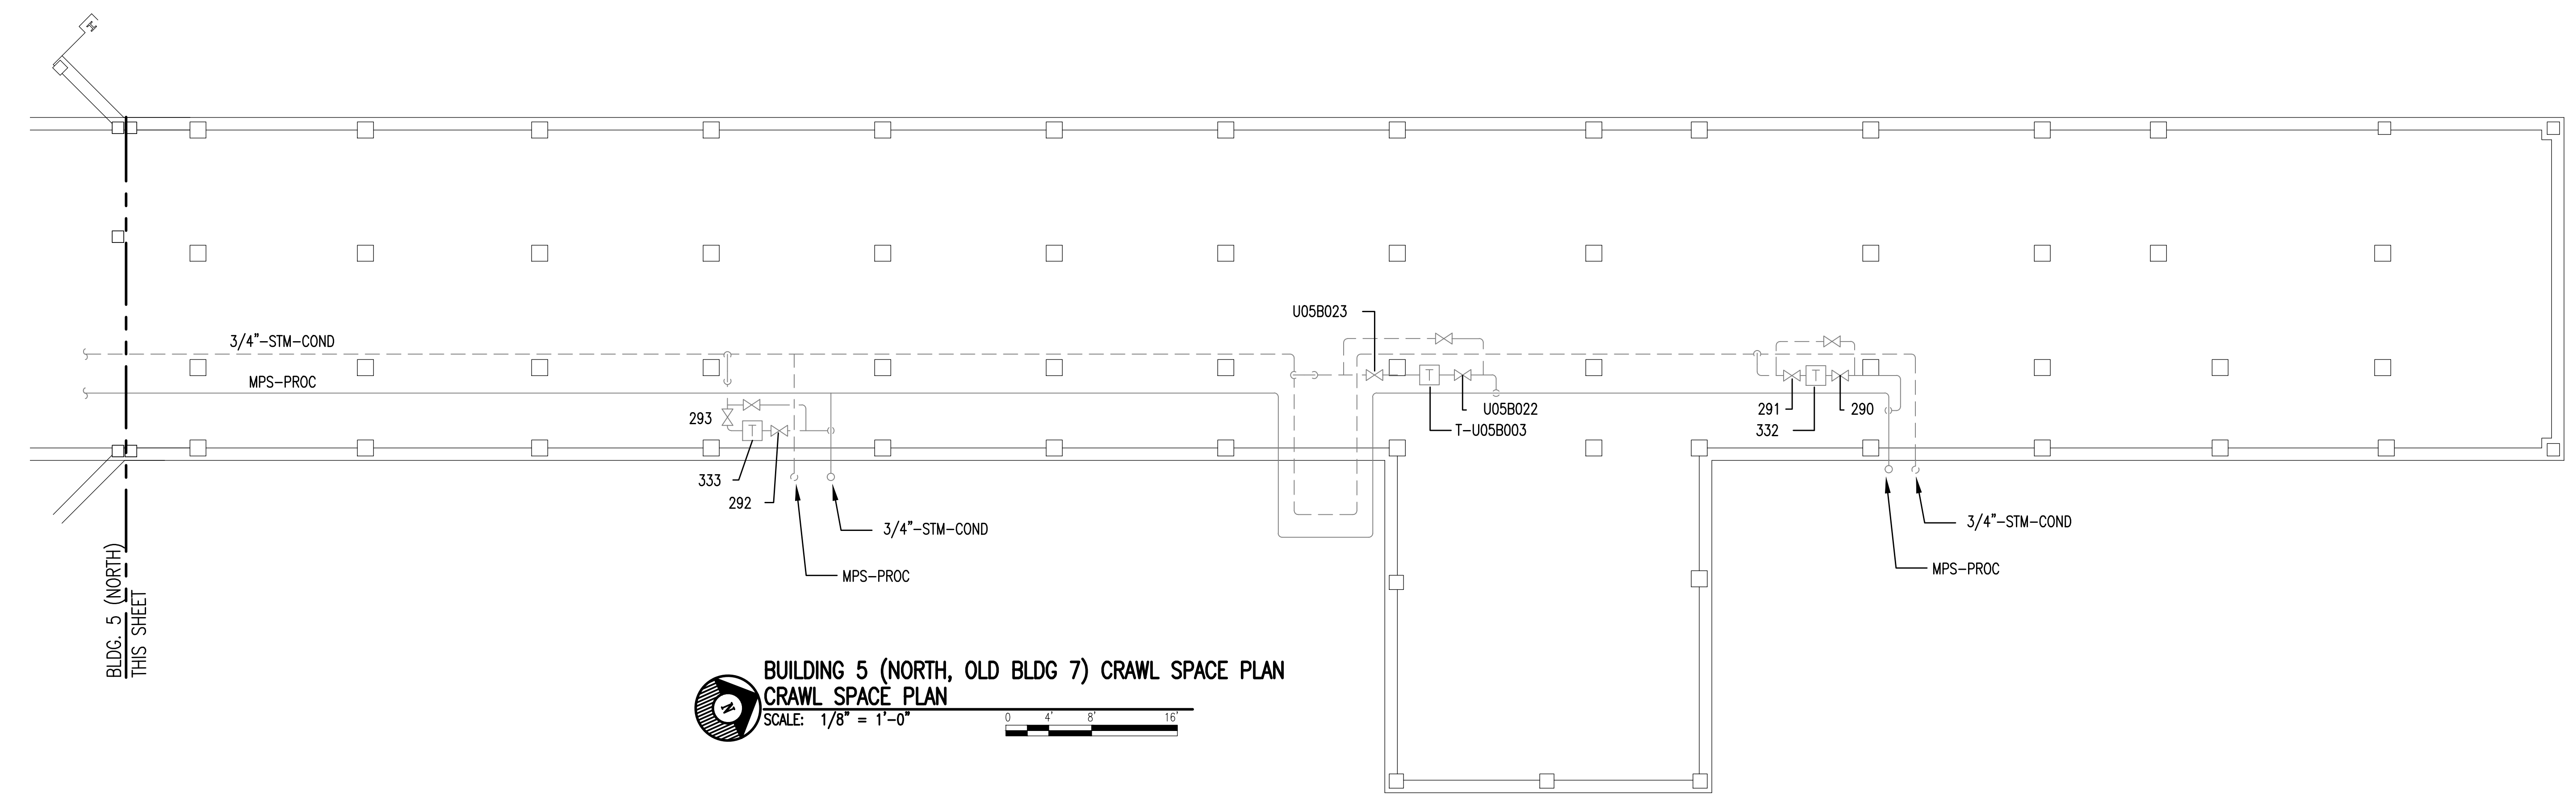 H
U05B023
3/4"-STM-COND
MPS-PROC
293
T
T
T
U05B022
T-U05B003
291
290
332
333
292
3/4"-STM-COND
MPS-PROC
3/4"-STM-COND
MPS-PROC
BLDG. 5 (NORTH)
THIS SHEET
N
BUILDING 5 (NORTH, OLD BLDG 7) CRAWL SPACE PLAN
CRAWL SPACE PLAN
SCALE: 1/8" = 1'-0"
0 4' 8' 16'